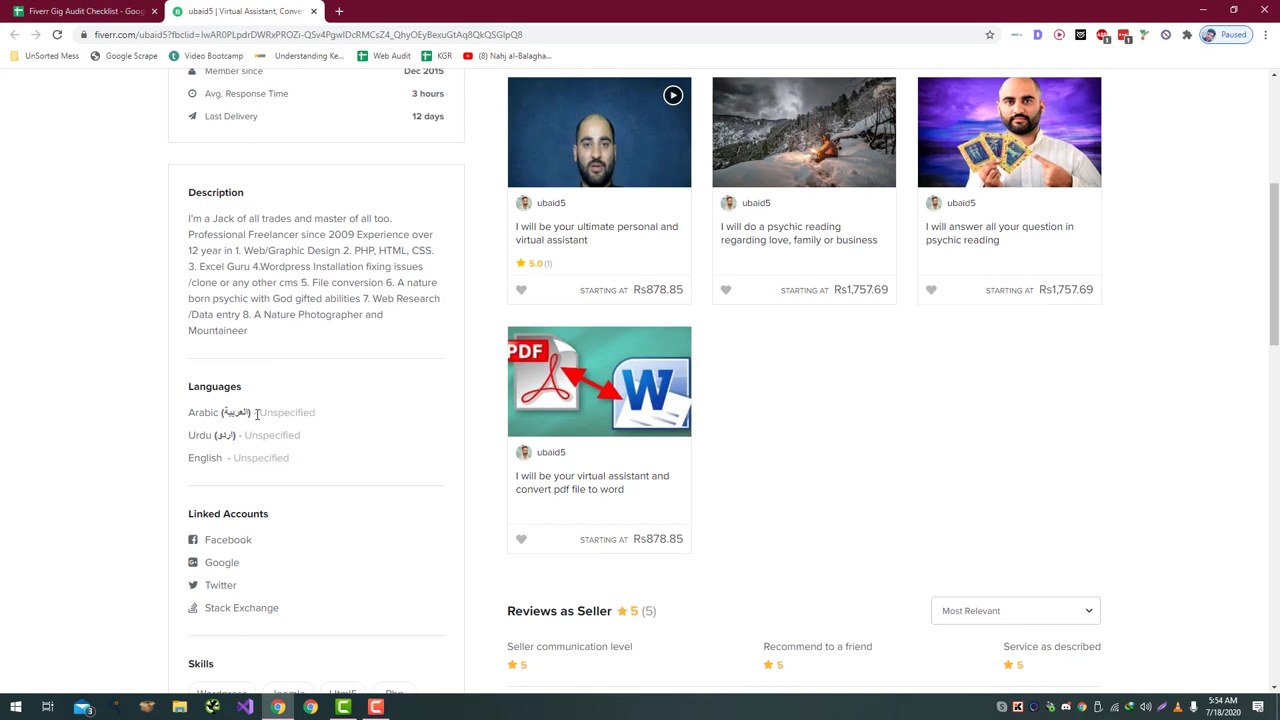 Fiverr Gig Audit Checklist - Goog
ubaid5 | Virtual Assistant, Conver
fiverr.com/ubaid5?fbclid=IwAR0PLpdrDWRxPROZi-QSv4PgwIDcRMCsZ4_QhyOEyBexuGtAq8QkQSGIpQ8
Paused
UnSorted Mess
Google Scrape
Video Bootcamp
Understanding Ke...
Web Audit
KGR
(8) Nahj al-Balagha...
Member since Dec 2015
Avg. Response Time 3 hours
Last Delivery 12 days
Description
I'm a Jack of all trades and master of all too.
Professional Freelancer since 2009 Experience over
12 year in 1. Web/Graphic Design 2. PHP, HTML, CSS.
3. Excel Guru 4.Wordpress Installation fixing issues
/clone or any other cms 5. File conversion 6. A nature
born psychic with God gifted abilities 7. Web Research
/Data entry 8. A Nature Photographer and
Mountaineer
Languages
Arabic (العربية) - Unspecified
Urdu (اردو) - Unspecified
English - Unspecified
Linked Accounts
Facebook
Google
Twitter
Stack Exchange
Skills
Wordpress Joomla Html5 Php
ubaid5
I will be your ultimate personal and
virtual assistant
5.0 (1)
STARTING AT Rs878.85
ubaid5
I will do a psychic reading
regarding love, family or business
STARTING AT Rs1,757.69
ubaid5
I will answer all your question in
psychic reading
STARTING AT Rs1,757.69
PDF
W
ubaid5
I will be your virtual assistant and
convert pdf file to word
STARTING AT Rs878.85
Reviews as Seller 5 (5)
Most Relevant
Seller communication level
5
Recommend to a friend
5
Service as described
5
5:54 AM
7/18/2020